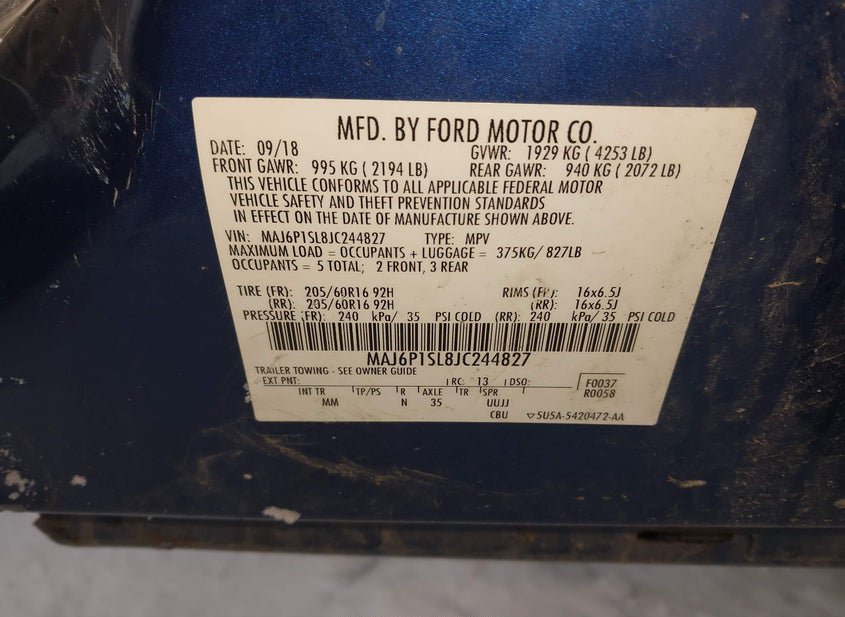 MFD. BY FORD MOTOR CO.
DATE: 09/18 GVWR: 1929 KG ( 4253 LB)
FRONT GAWR: 995 KG ( 2194 LB) REAR GAWR: 940 KG ( 2072 LB)
THIS VEHICLE CONFORMS TO ALL APPLICABLE FEDERAL MOTOR
VEHICLE SAFETY AND THEFT PREVENTION STANDARDS
IN EFFECT ON THE DATE OF MANUFACTURE SHOWN ABOVE.
VIN: MAJ6P1SL8JC244827 TYPE: MPV
MAXIMUM LOAD = OCCUPANTS + LUGGAGE = 375KG/ 827LB
OCCUPANTS = 5 TOTAL; 2 FRONT, 3 REAR
TIRE (FR): 205/60R16 92H RIMS (FR): 16x6.5J
(RR): 205/60R16 92H (RR): 16x6.5J
PRESSURE (FR): 240 kPa/ 35 PSI COLD (RR): 240 kPa/ 35 PSI COLD
MAJ6P1SL8JC244827
TRAILER TOWING - SEE OWNER GUIDE
EXT PNT: RC: 13 DSO: F0037
INT TR TP/PS R AXLE TR SPR R0058
MM N 35 UUJJ
CBU 5U5A-5420472-AA